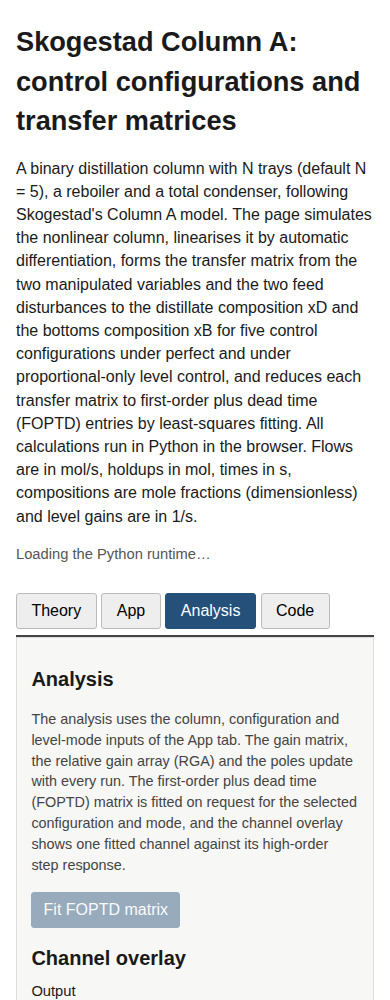 Skogestad Column A:
control configurations and
transfer matrices
A binary distillation column with N trays (default N
= 5), a reboiler and a total condenser, following
Skogestad's Column A model. The page simulates
the nonlinear column, linearises it by automatic
differentiation, forms the transfer matrix from the
two manipulated variables and the two feed
disturbances to the distillate composition xD and
the bottoms composition xB for five control
configurations under perfect and under
proportional-only level control, and reduces each
transfer matrix to first-order plus dead time
(FOPTD) entries by least-squares fitting. All
calculations run in Python in the browser. Flows
are in mol/s, holdups in mol, times in s,
compositions are mole fractions (dimensionless)
and level gains are in 1/s.
Loading the Python runtime…
Theory App Analysis Code
Analysis
The analysis uses the column, configuration and
level-mode inputs of the App tab. The gain matrix,
the relative gain array (RGA) and the poles update
with every run. The first-order plus dead time
(FOPTD) matrix is fitted on request for the selected
configuration and mode, and the channel overlay
shows one fitted channel against its high-order
step response.
Fit FOPTD matrix
Channel overlay
Output